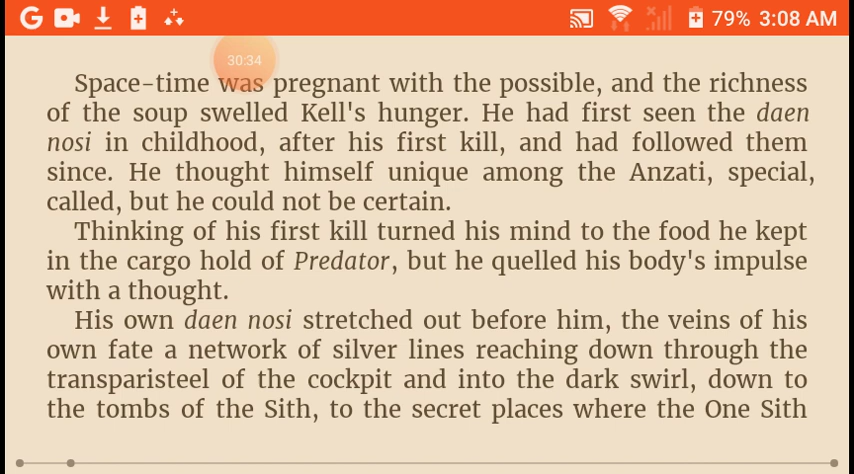 79% 3:08 AM
30:34
Space-time was pregnant with the possible, and the richness
of the soup swelled Kell's hunger. He had first seen the daen
nosi in childhood, after his first kill, and had followed them
since. He thought himself unique among the Anzati, special,
called, but he could not be certain.
Thinking of his first kill turned his mind to the food he kept
in the cargo hold of Predator, but he quelled his body's impulse
with a thought.
His own daen nosi stretched out before him, the veins of his
own fate a network of silver lines reaching down through the
transparisteel of the cockpit and into the dark swirl, down to
the tombs of the Sith, to the secret places where the One Sith